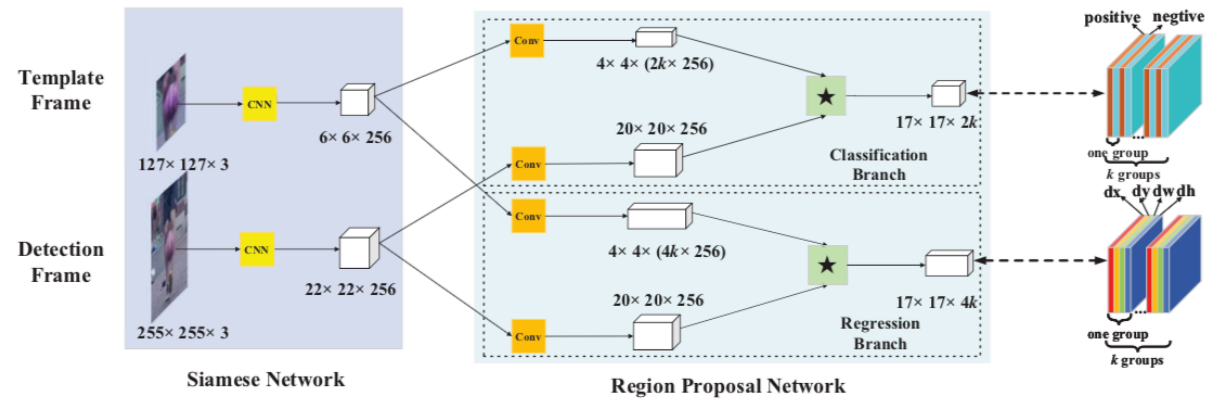 Template
Frame
Detection
Frame
CNN
127× 127× 3
6× 6× 256
CNN
255× 255× 3
22× 22× 256
Siamese Network
Conv
4× 4× (2k× 256)
20× 20× 256
Conv
★
17× 17× 2k
Classification
Branch
Conv
4× 4× (4k× 256)
20× 20× 256
Conv
★
17× 17× 4k
Regression
Branch
Region Proposal Network
positive negtive
...
one group
k groups
dx dy dw dh
...
one group
k groups